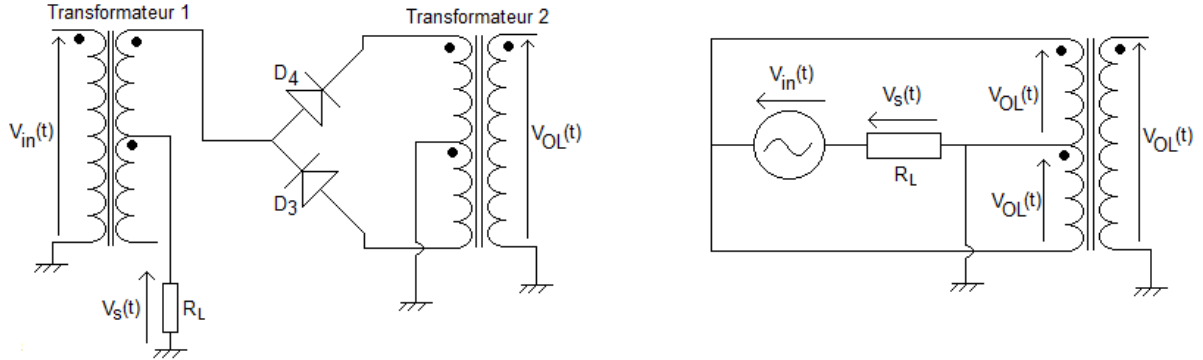 Transformateur 1
Transformateur 2
D4
D3
Vin(t)
VOL(t)
Vs(t)
RL
Vin(t)
Vs(t)
RL
VOL(t)
VOL(t)
VOL(t)